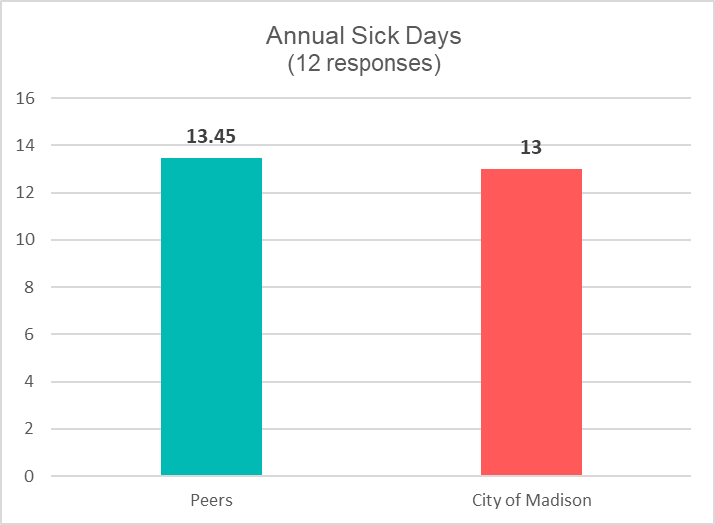 Annual Sick Days
(12 responses)
16
14
12
10
8
6
4
2
0
13.45
13
Peers
City of Madison